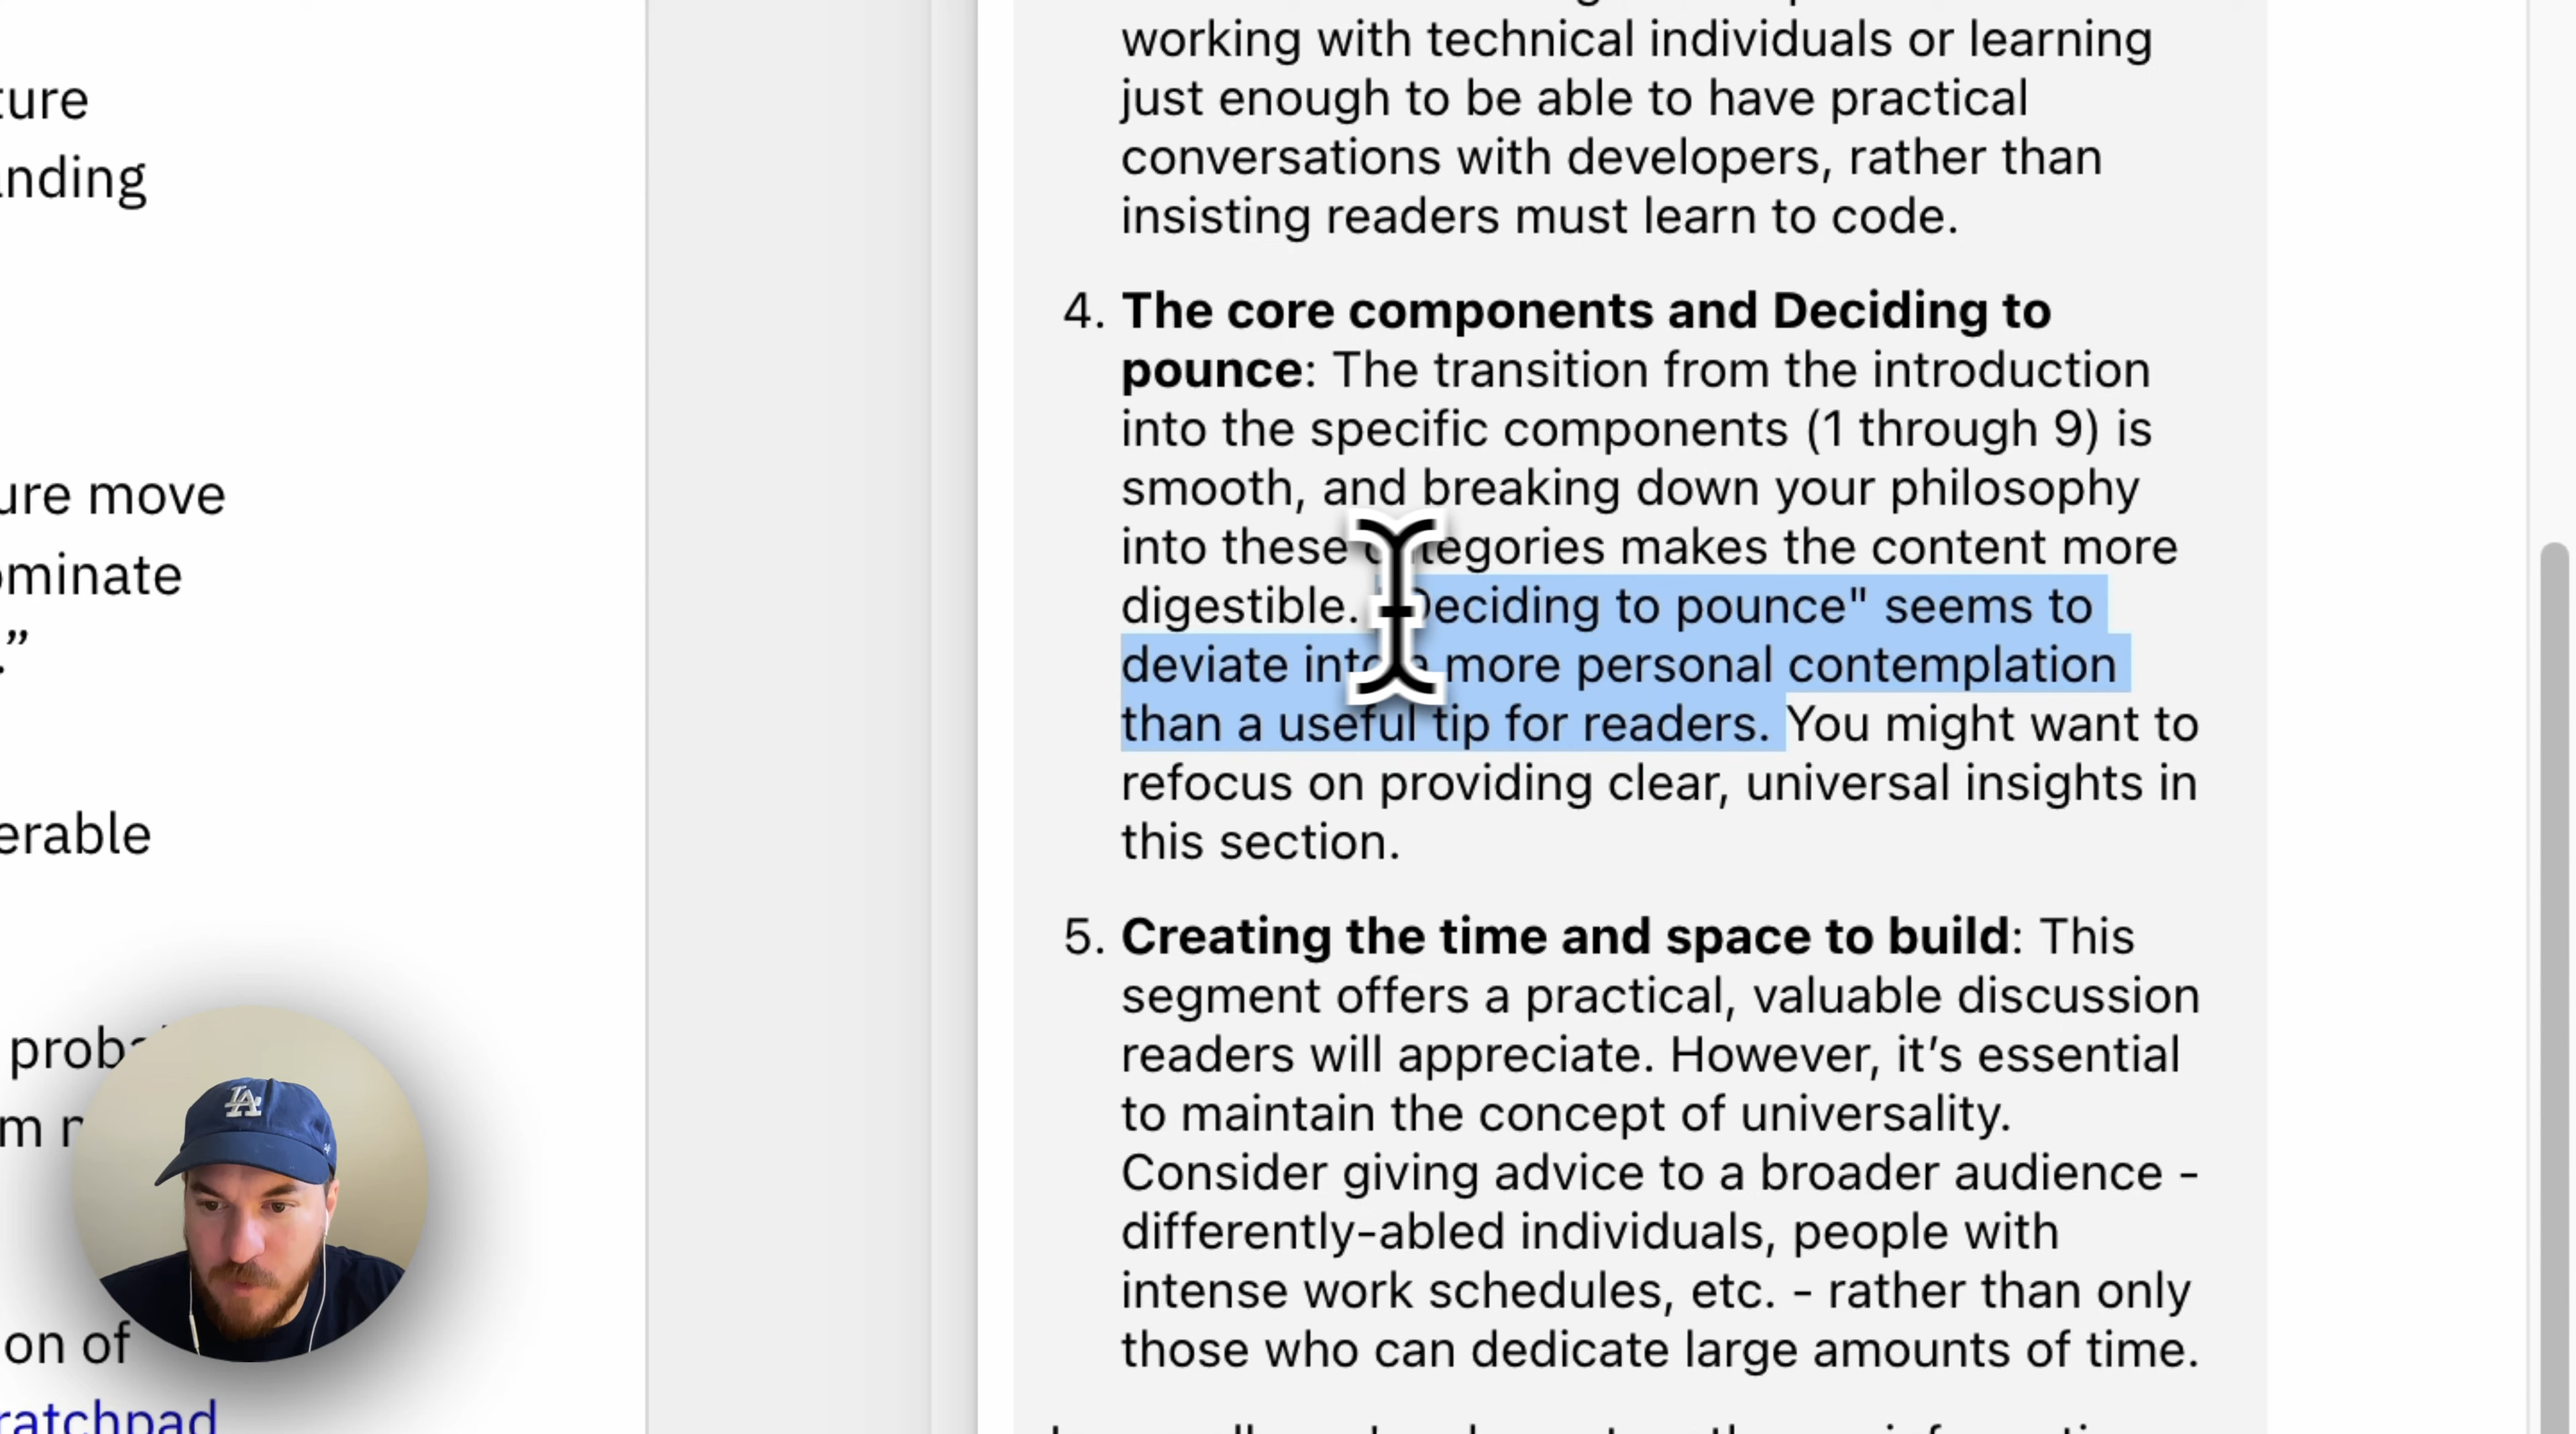 ture
anding
ure move
ominate
.”
erable
prob
m
on of
ratchpad
working with technical individuals or learning
just enough to be able to have practical
conversations with developers, rather than
insisting readers must learn to code.
4. The core components and Deciding to
pounce: The transition from the introduction
into the specific components (1 through 9) is
smooth, and breaking down your philosophy
into these categories makes the content more
digestible. "Deciding to pounce" seems to
deviate into a more personal contemplation
than a useful tip for readers. You might want to
refocus on providing clear, universal insights in
this section.
5. Creating the time and space to build: This
segment offers a practical, valuable discussion
readers will appreciate. However, it’s essential
to maintain the concept of universality.
Consider giving advice to a broader audience -
differently-abled individuals, people with
intense work schedules, etc. - rather than only
those who can dedicate large amounts of time.
LA